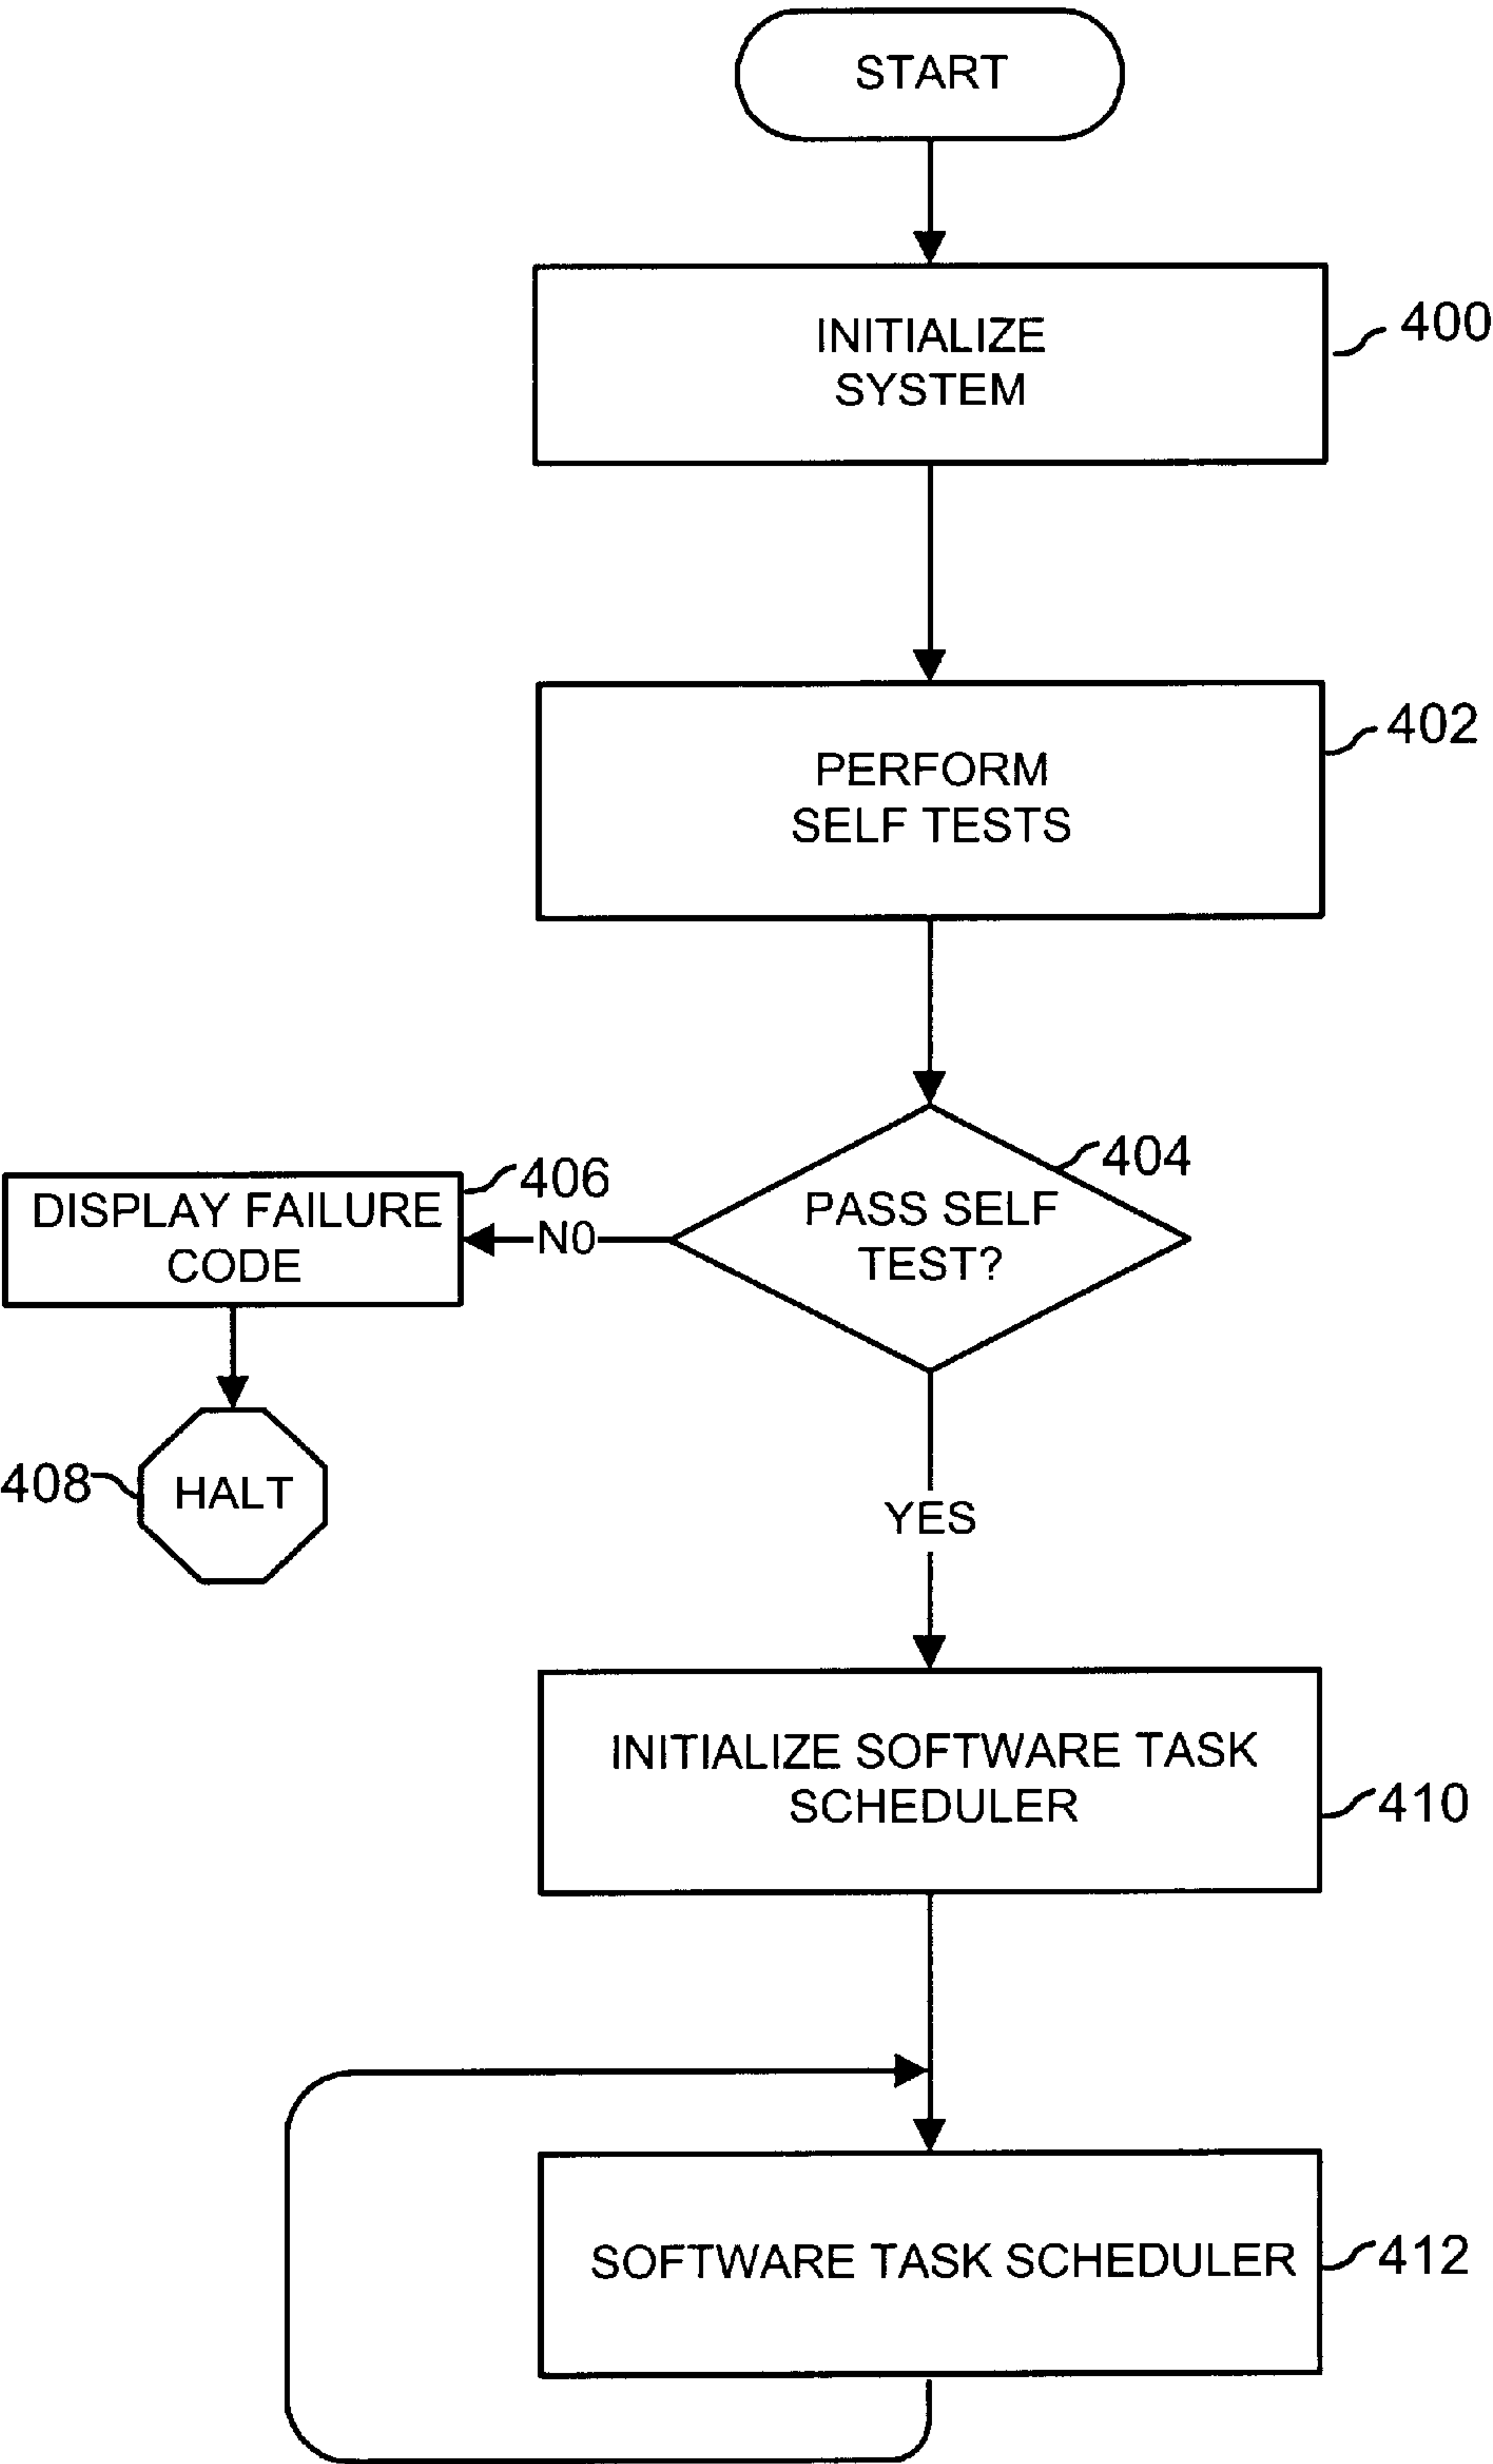 START
INITIALIZE
SYSTEM
400
PERFORM
SELF TESTS
402
404
PASS SELF
TEST?
406
DISPLAY FAILURE
CODE
N0
408
HALT
YES
INITIALIZE SOFTWARE TASK
SCHEDULER
410
SOFTWARE TASK SCHEDULER
412